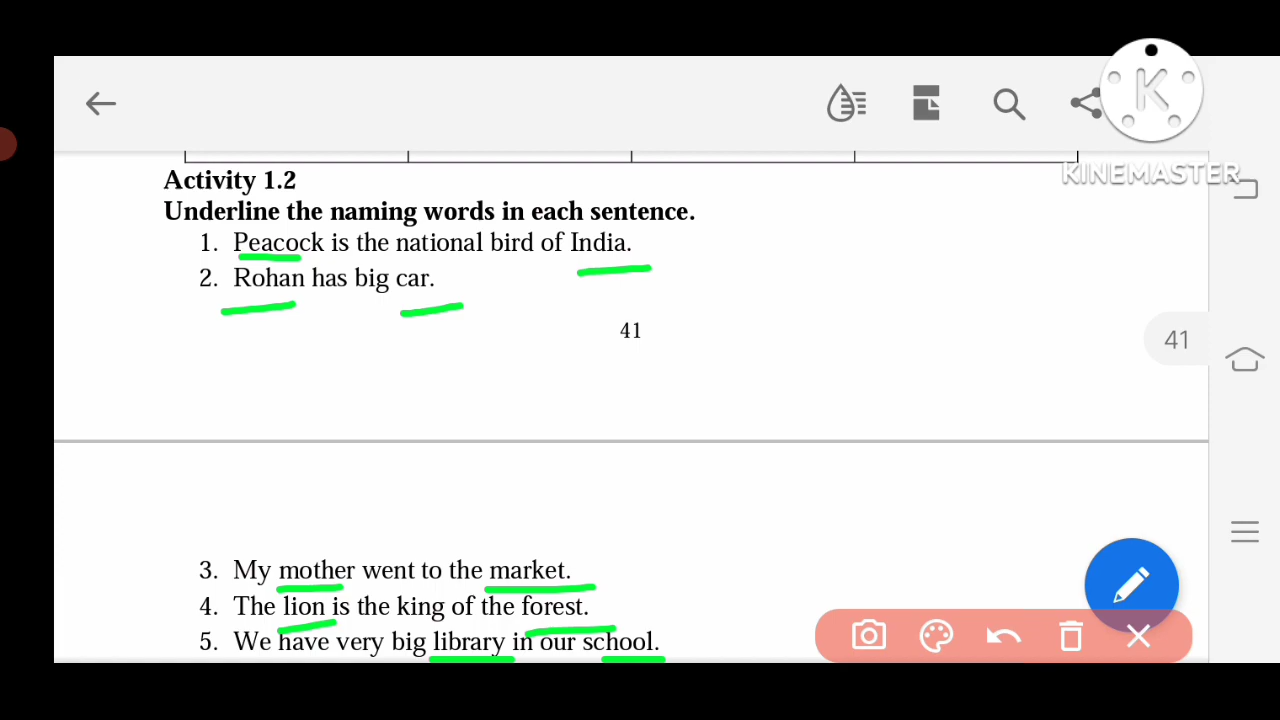 K
KINEMASTER
Activity 1.2
Underline the naming words in each sentence.
1. Peacock is the national bird of India.
2. Rohan has big car.
41
41
3. My mother went to the market.
4. The lion is the king of the forest.
5. We have very big library in our school.